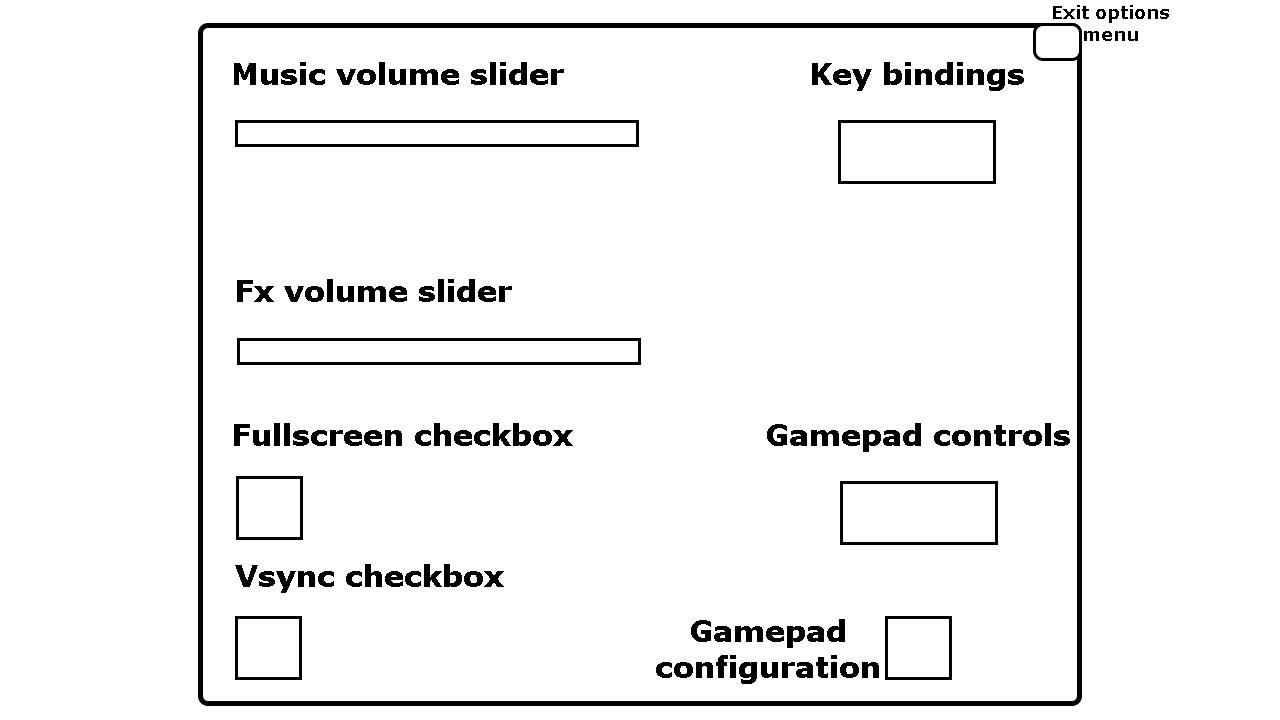 Exit options
menu
Music volume slider
Key bindings
Fx volume slider
Fullscreen checkbox
Gamepad controls
Vsync checkbox
Gamepad
configuration